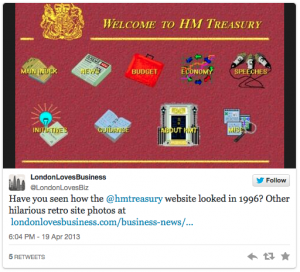 WELCOME TO HM TREASURY
MAIN INDEX
NEWS
BUDGET
ECONOMY
SPEECHES
INITIATIVES
GUIDANCE
ABOUT HMT
LondonLovesBusiness
@LondonLovesBiz
Follow
Have you seen how the @hmtreasury website looked in 1996? Other
hilarious retro site photos at
londonlovesbusiness.com/business-news/...
6:04 PM - 19 Apr 2013
5 RETWEETS